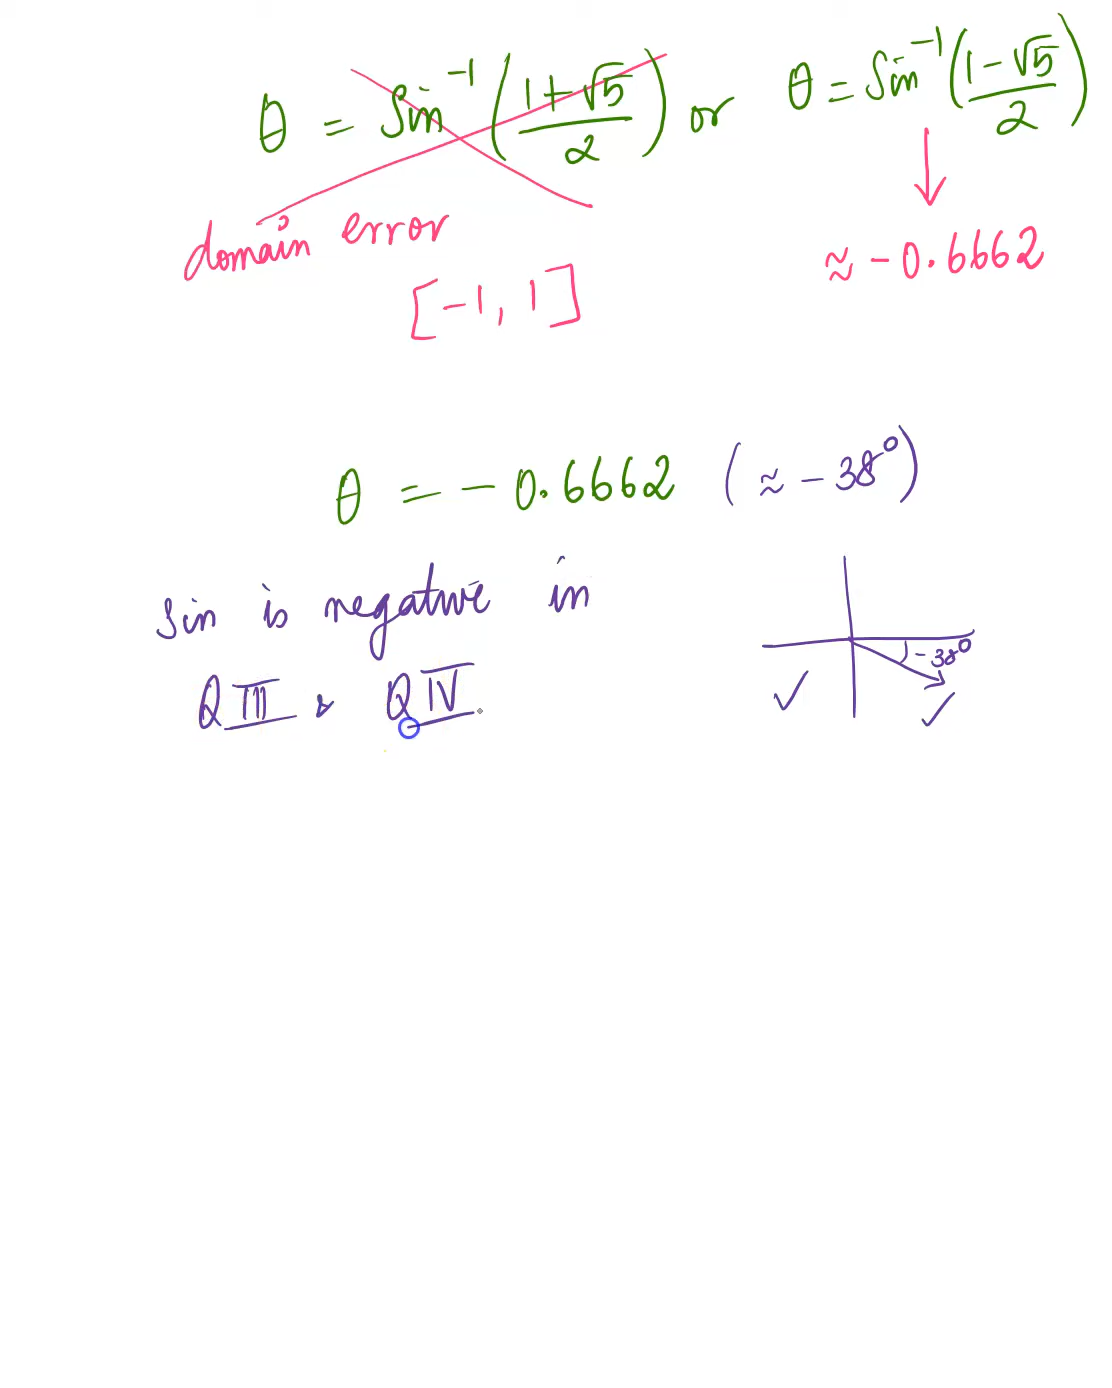 θ = Sin⁻¹((1+√5)/2) or θ = Sin⁻¹((1-√5)/2)
domain error
[-1, 1]
≈ -0.6662
θ = -0.6662 (≈ -38°)
Sin is negative in
-38°
Q III & Q IV